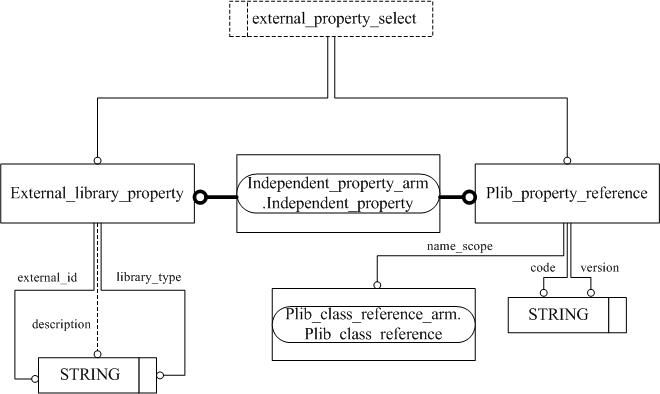 external_property_select
External_library_property
Independent_property_arm
.Independent_property
Plib_property_reference
name_scope
external_id
library_type
code
version
description
Plib_class_reference_arm.
Plib_class_reference
STRING
STRING